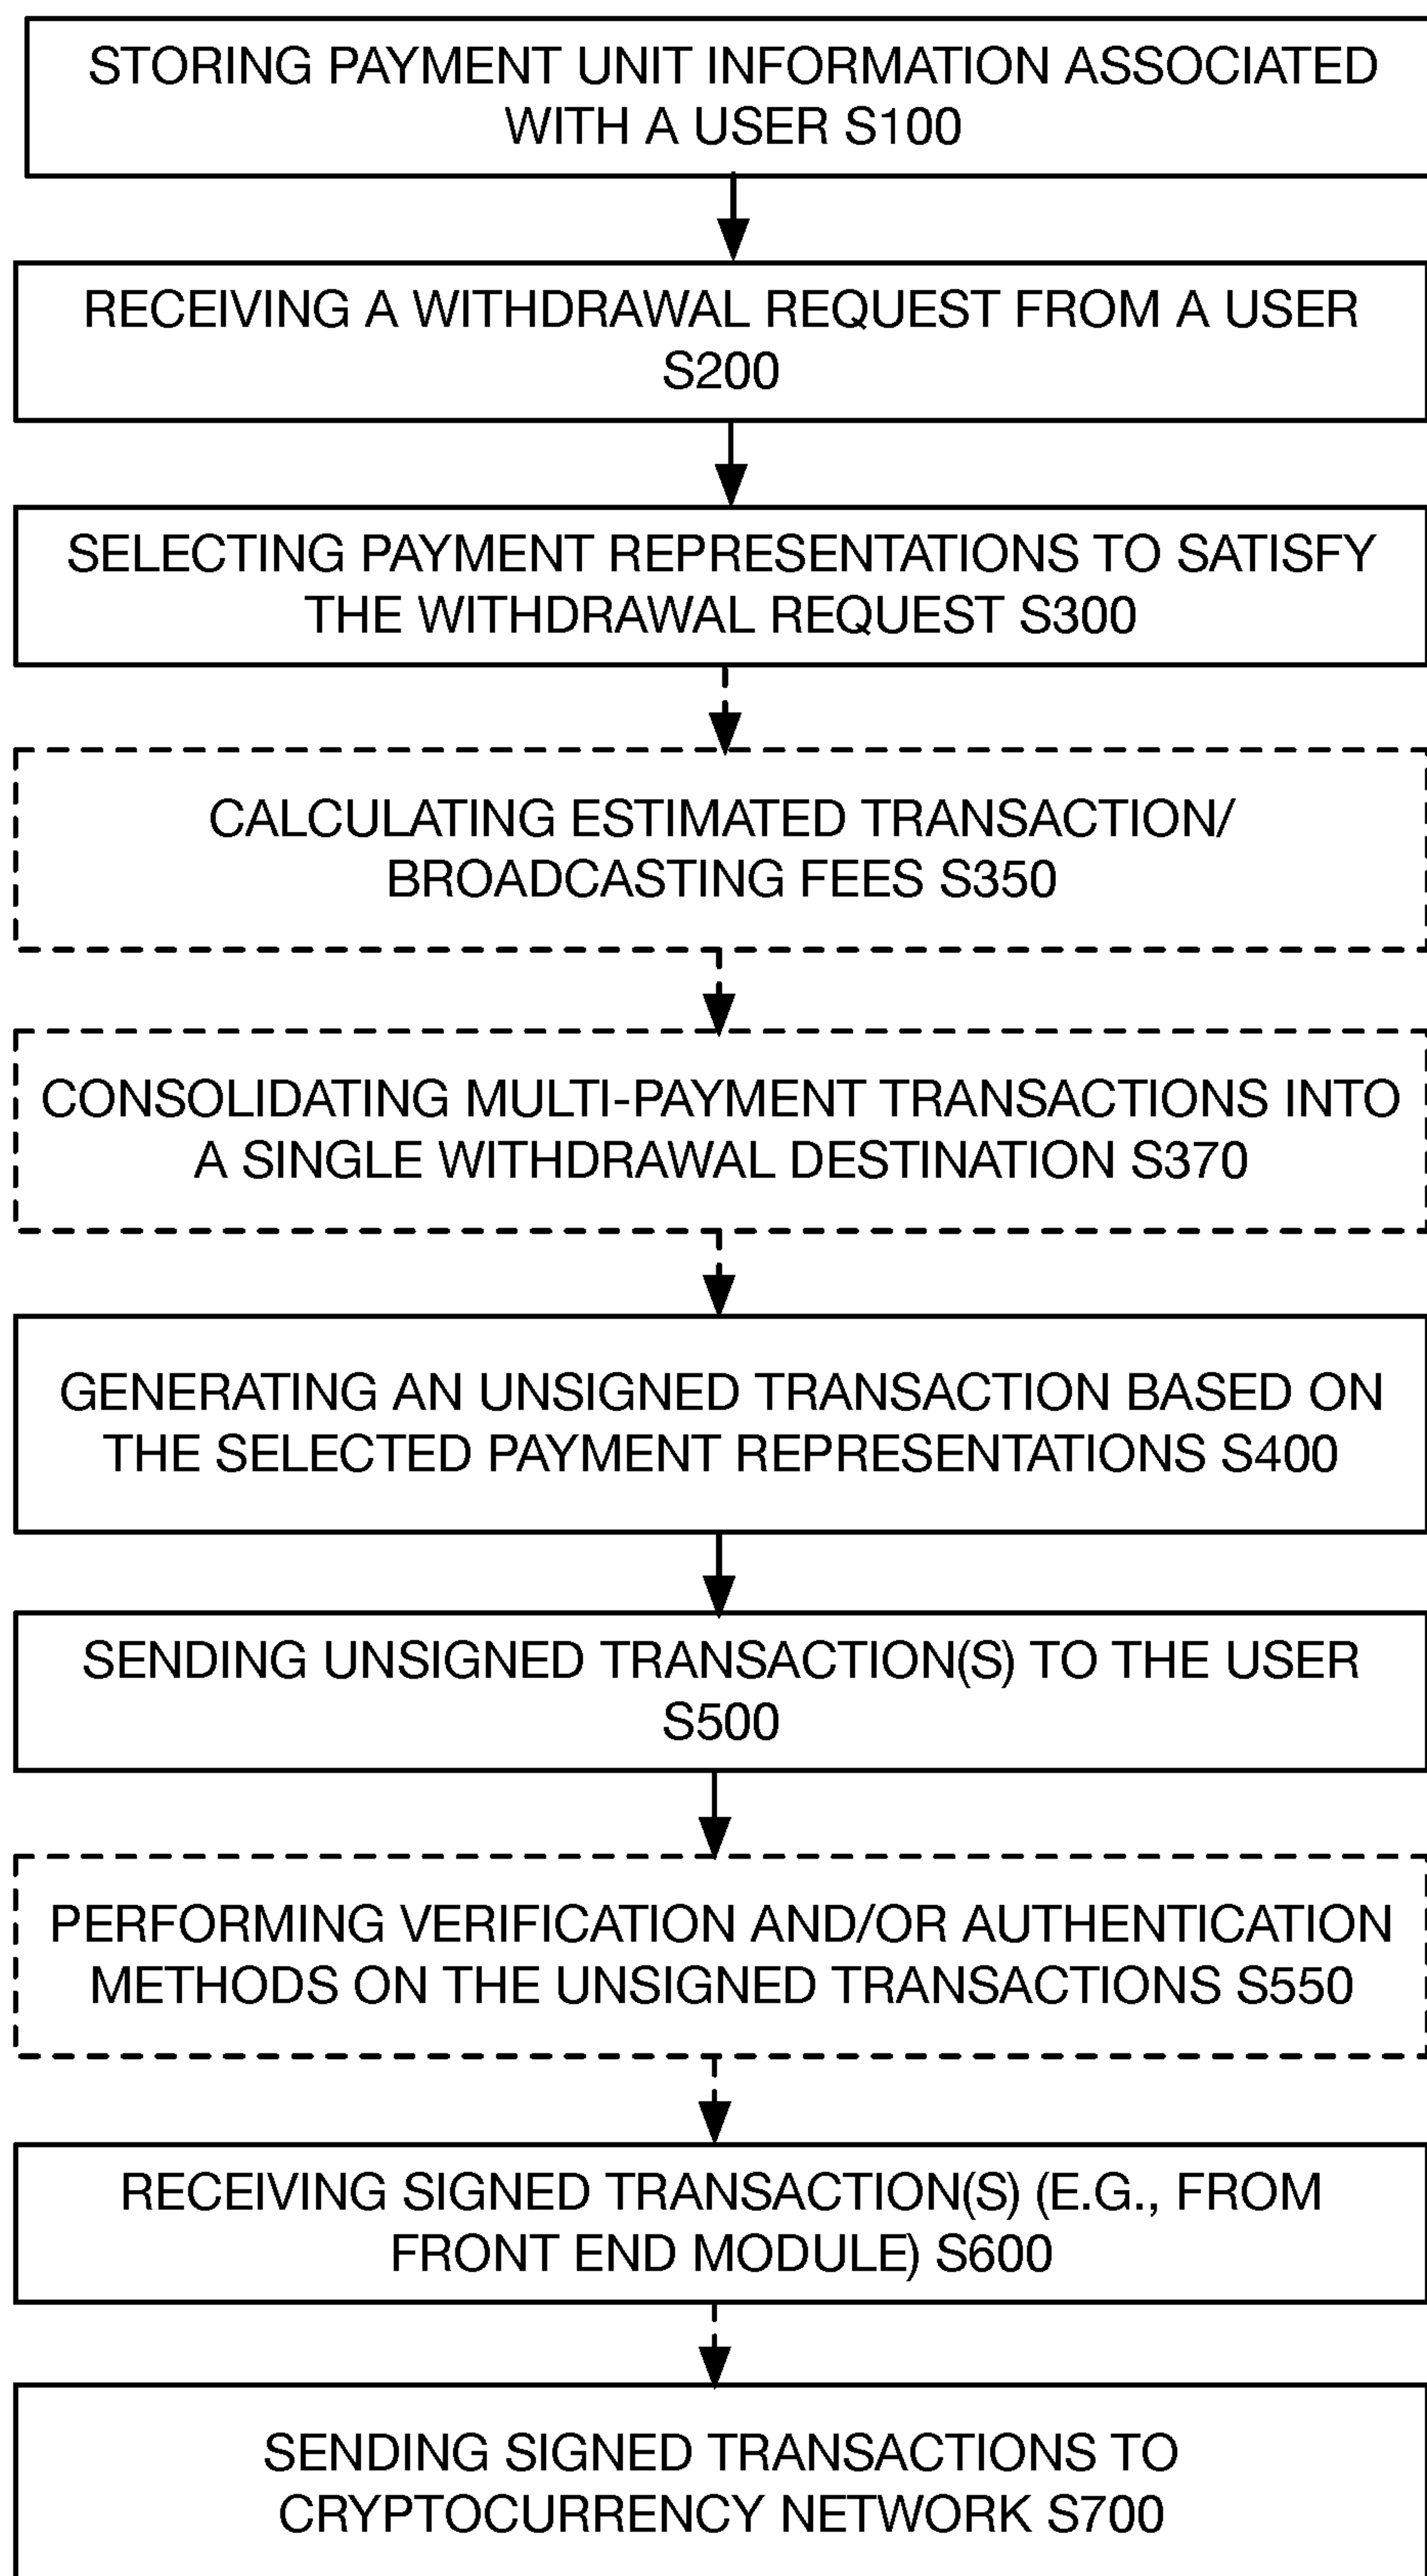 STORING PAYMENT UNIT INFORMATION ASSOCIATED
WITH A USER S100
RECEIVING A WITHDRAWAL REQUEST FROM A USER
S200
SELECTING PAYMENT REPRESENTATIONS TO SATISFY
THE WITHDRAWAL REQUEST S300
CALCULATING ESTIMATED TRANSACTION/
BROADCASTING FEES S350
CONSOLIDATING MULTI-PAYMENT TRANSACTIONS INTO
A SINGLE WITHDRAWAL DESTINATION S370
GENERATING AN UNSIGNED TRANSACTION BASED ON
THE SELECTED PAYMENT REPRESENTATIONS S400
SENDING UNSIGNED TRANSACTION(S) TO THE USER
S500
PERFORMING VERIFICATION AND/OR AUTHENTICATION
METHODS ON THE UNSIGNED TRANSACTIONS S550
RECEIVING SIGNED TRANSACTION(S) (E.G., FROM
FRONT END MODULE) S600
SENDING SIGNED TRANSACTIONS TO
CRYPTOCURRENCY NETWORK S700